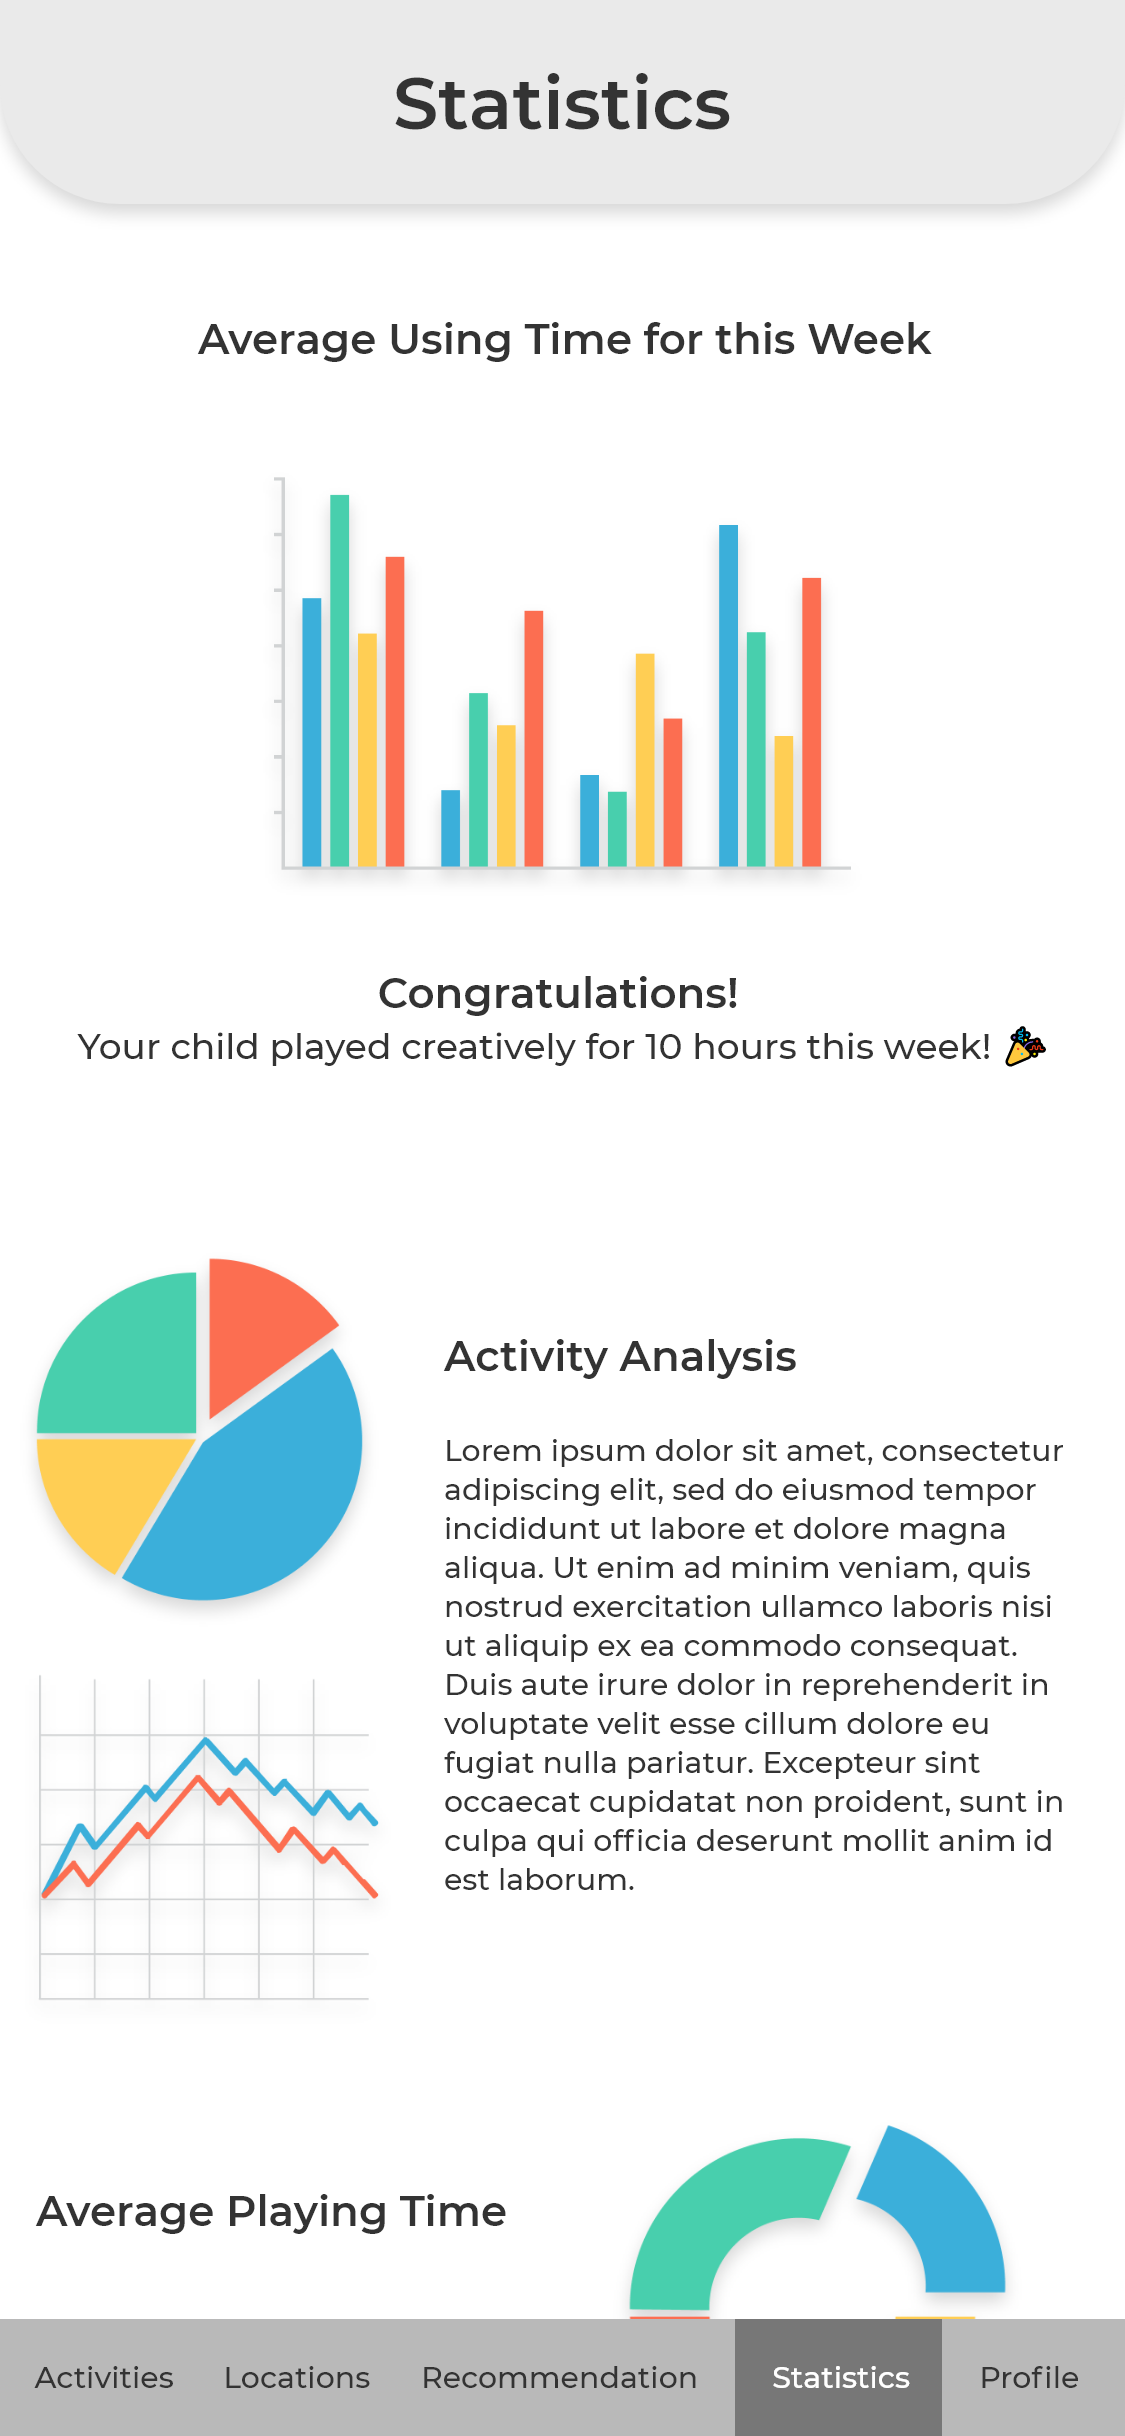 Statistics
Average Using Time for this Week
Congratulations!
Your child played creatively for 10 hours this week! 🎉
Activity Analysis
Lorem ipsum dolor sit amet, consectetur
adipiscing elit, sed do eiusmod tempor
incididunt ut labore et dolore magna
aliqua. Ut enim ad minim veniam, quis
nostrud exercitation ullamco laboris nisi
ut aliquip ex ea commodo consequat.
Duis aute irure dolor in reprehenderit in
voluptate velit esse cillum dolore eu
fugiat nulla pariatur. Excepteur sint
occaecat cupidatat non proident, sunt in
culpa qui officia deserunt mollit anim id
est laborum.
Average Playing Time
Activities Locations Recommendation Statistics Profile